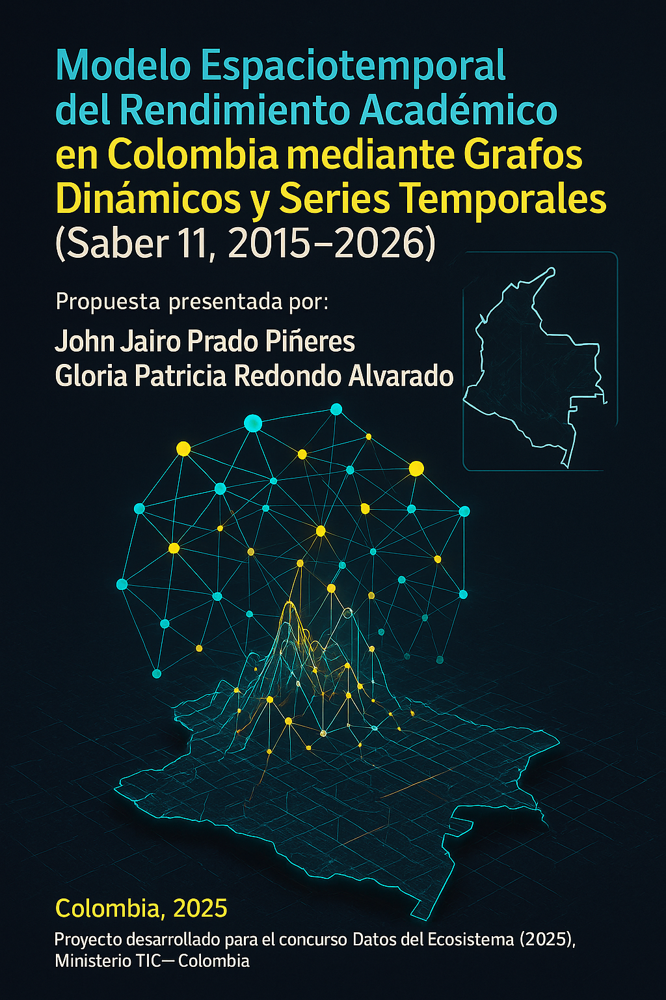 Modelo Espaciotemporal
del Rendimiento Académico
en Colombia mediante Grafos
Dinámicos y Series Temporales
(Saber 11, 2015–2026)
Propuesta presentada por:
John Jairo Prado Piñeres
Gloria Patricia Redondo Alvarado
Colombia, 2025
Proyecto desarrollado para el concurso Datos del Ecosistema (2025),
Ministerio TIC—Colombia